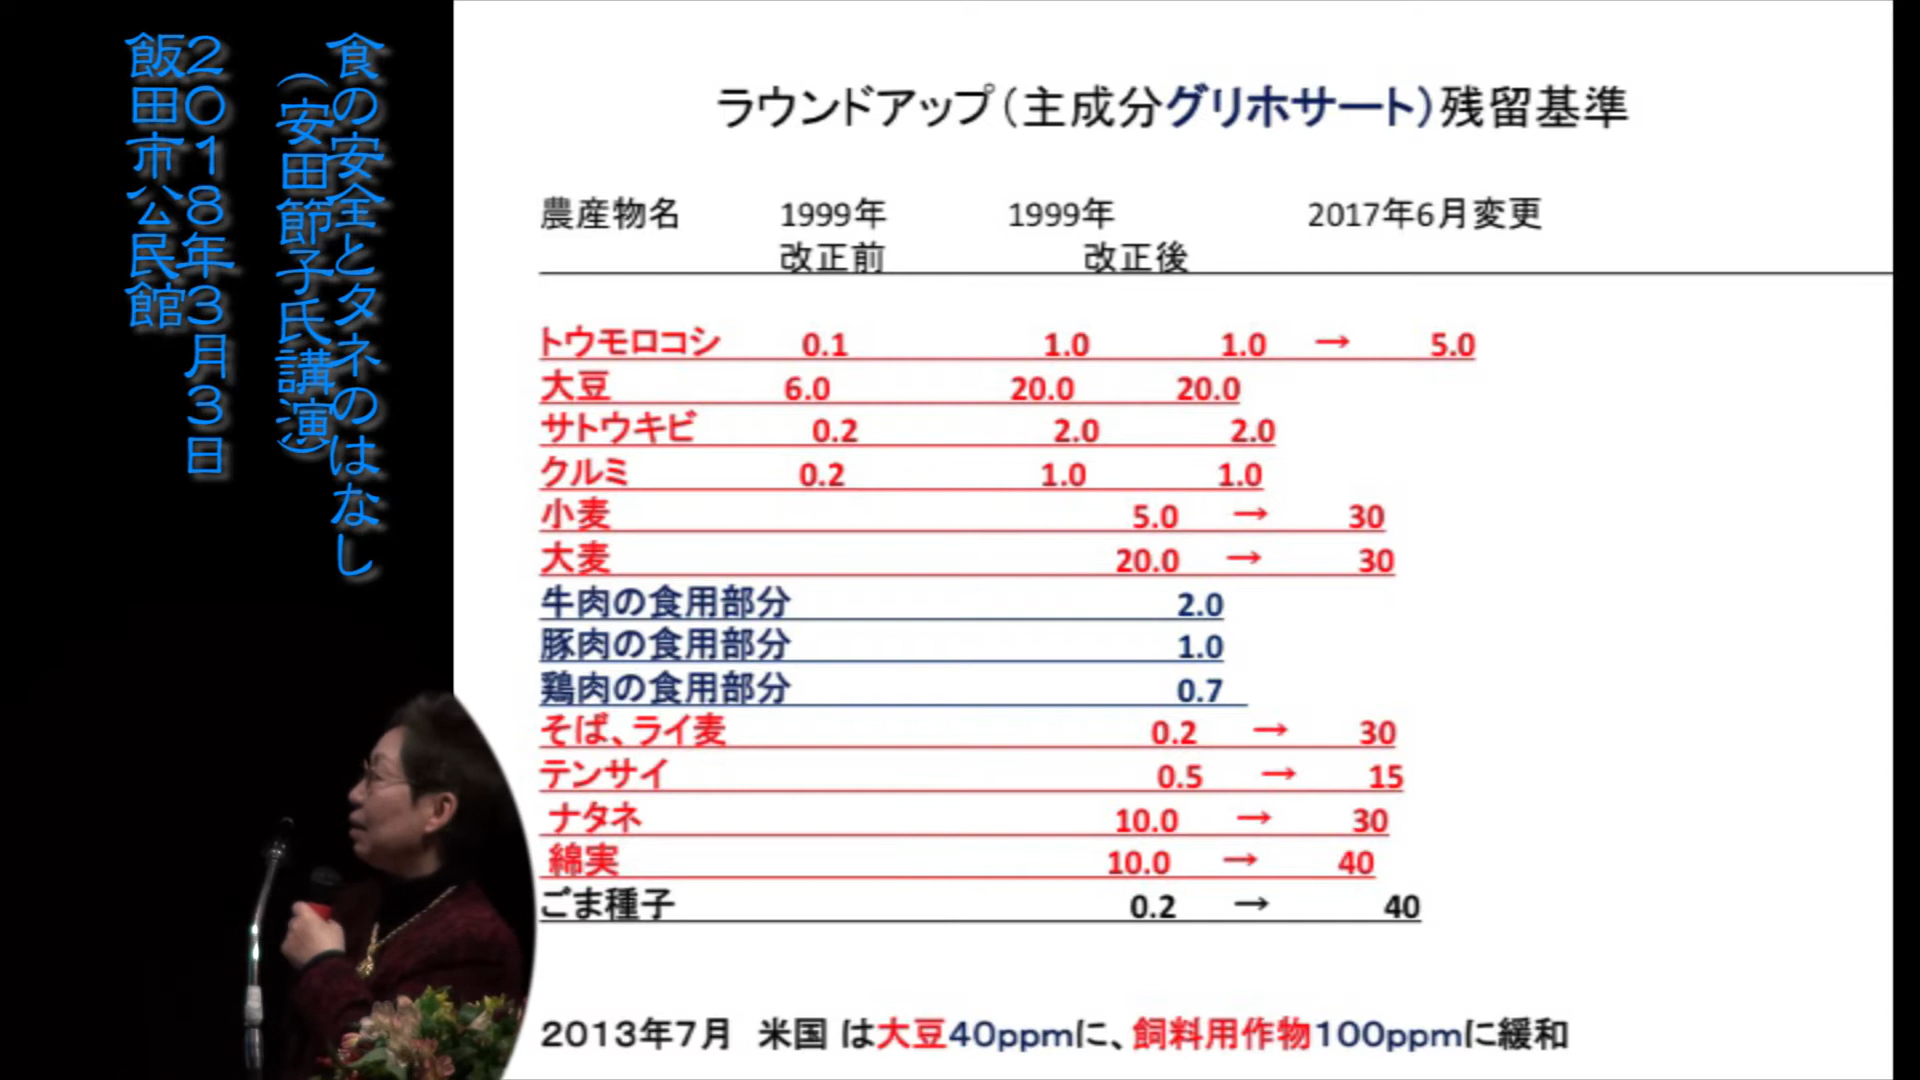 食の安全とタネのはなし
（安田節子氏講演）
２０１８年３月３日
飯田市公民館
ラウンドアップ（主成分グリホサート）残留基準
農産物名 1999年 1999年 2017年6月変更
改正前 改正後
トウモロコシ 0.1 1.0 1.0 → 5.0
大豆 6.0 20.0 20.0
サトウキビ 0.2 2.0 2.0
クルミ 0.2 1.0 1.0
小麦 5.0 → 30
大麦 20.0 → 30
牛肉の食用部分 2.0
豚肉の食用部分 1.0
鶏肉の食用部分 0.7
そば、ライ麦 0.2 → 30
テンサイ 0.5 → 15
ナタネ 10.0 → 30
綿実 10.0 → 40
ごま種子 0.2 → 40
2013年7月 米国 は大豆40ppmに、飼料用作物100ppmに緩和